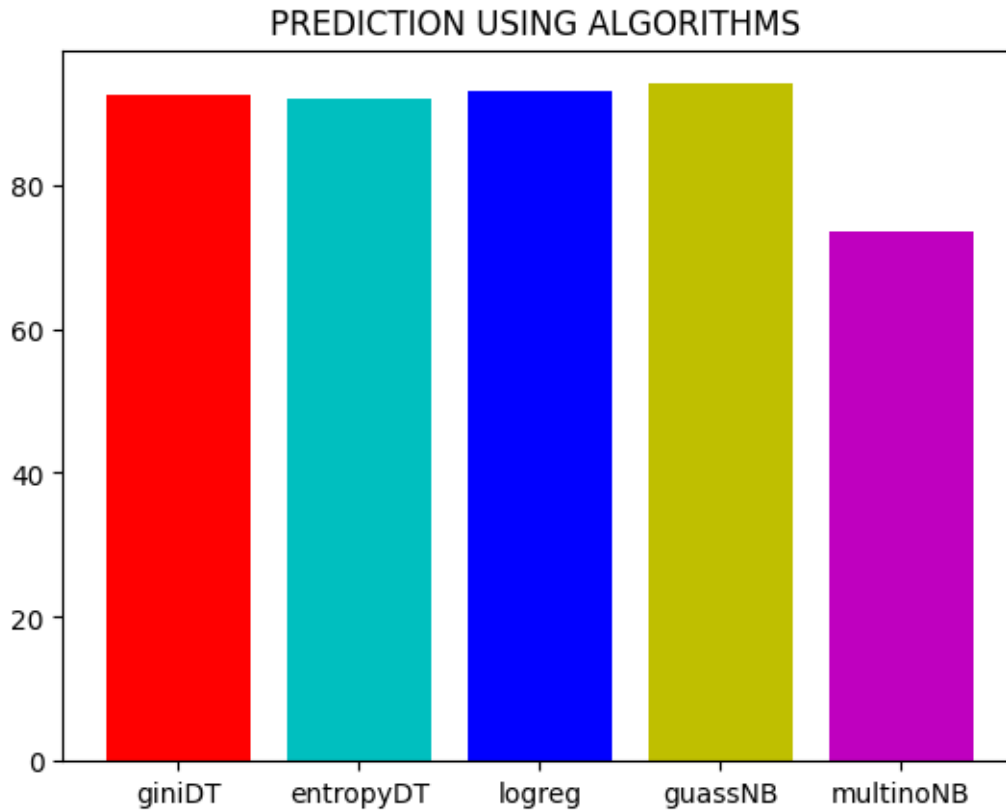 PREDICTION USING ALGORITHMS
80
60
40
20
0
giniDT entropyDT logreg guassNB multinoNB